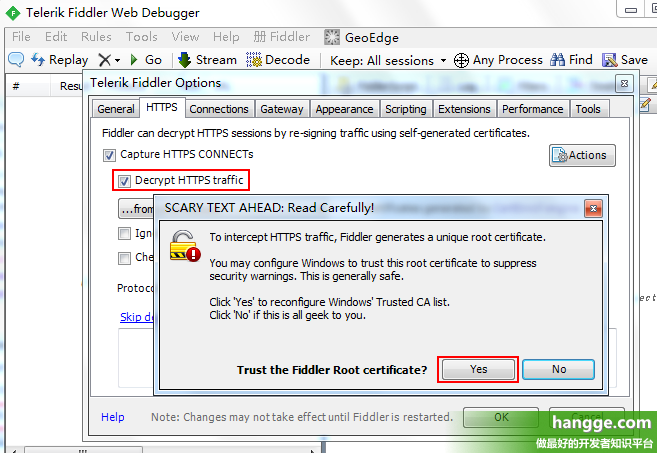 Telerik Fiddler Web Debugger
File Edit Rules Tools View Help 册 Fiddler GeoEdge
Replay Go Stream Decode Keep: All sessions Any Process Find Save
# Resu
Telerik Fiddler Options
General HTTPS Connections Gateway Appearance Scripting Extensions Performance Tools
Fiddler can decrypt HTTPS sessions by re-signing traffic using self-generated certificates.
Capture HTTPS CONNECTs
Actions
Decrypt HTTPS traffic
...from
SCARY TEXT AHEAD: Read Carefully!
Ign
Che
To intercept HTTPS traffic, Fiddler generates a unique root certificate.
You may configure Windows to trust this root certificate to suppress
security warnings. This is generally safe.
Protoco
Click 'Yes' to reconfigure Windows' Trusted CA list.
Click 'No' if this is all geek to you.
Skip de
Trust the Fiddler Root certificate? Yes No
Help Note: Changes may not take effect until Fiddler is restarted. OK Cancel
hangge.com
做最好的开发者知识平台